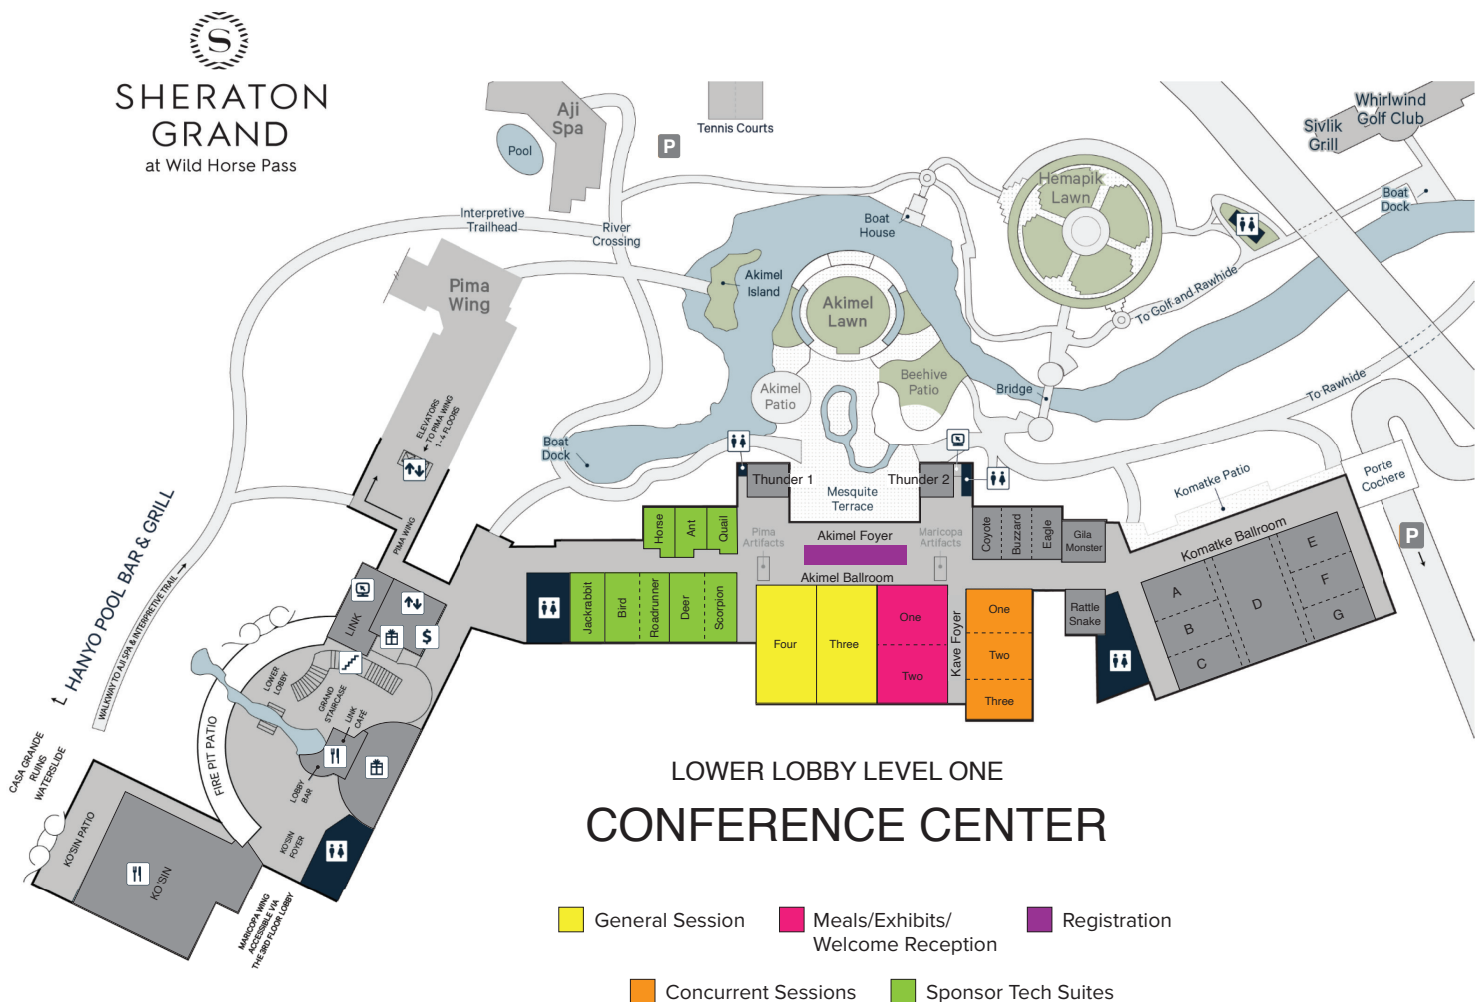 S
SHERATON
GRAND
at Wild Horse Pass
Aji
Spa
Pool
Tennis Courts
P
Whirlwind
Golf Club
Sivlik
Grill
Hemapik
Lawn
Boat
Dock
Interpretive
Trailhead
River
Crossing
Boat
House
Pima
Wing
Akimel
Island
Akimel
Lawn
To Golf and Rawhide
Beehive
Patio
Akimel
Patio
Bridge
To Rawhide
ELEVATORS
TO PIMA WING
1-4 FLOORS
Boat
Dock
Thunder 1
Thunder 2
Mesquite
Terrace
Komatke Patio
Porte
Cochere
P
HANYO POOL BAR & GRILL
WALKWAY TO AJI SPA & INTERPRETIVE TRAIL
PIMA WING
Horse
Ant
Quail
Pima
Artifacts
Akimel Foyer
Maricopa
Artifacts
Coyote
Buzzard
Eagle
Gila
Monster
Komatke Ballroom
Akimel Ballroom
Jackrabbit
Bird
Roadrunner
Deer
Scorpion
Four
Three
One
Two
Kave Foyer
One
Two
Three
Rattle
Snake
A
B
C
D
E
F
G
LINK
$
LOWER
LOBBY
GRAND
STAIRCASE
LINK
CAFÉ
LOBBY
BAR
FIRE PIT PATIO
CASA GRANDE
RUINS
WATERSLIDE
KO'SIN PATIO
KO'SIN
KO'SIN
FOYER
MARICOPA WING
ACCESSIBLE VIA
THE 3RD FLOOR LOBBY
LOWER LOBBY LEVEL ONE
CONFERENCE CENTER
General Session
Meals/Exhibits/
Welcome Reception
Registration
Concurrent Sessions
Sponsor Tech Suites